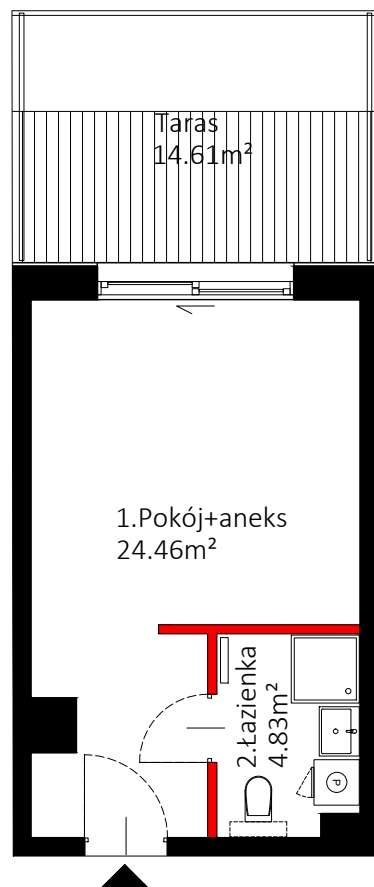 Taras
14.61m²
1.Pokój+aneks
24.46m²
2.Łazienka
4.83m²
P